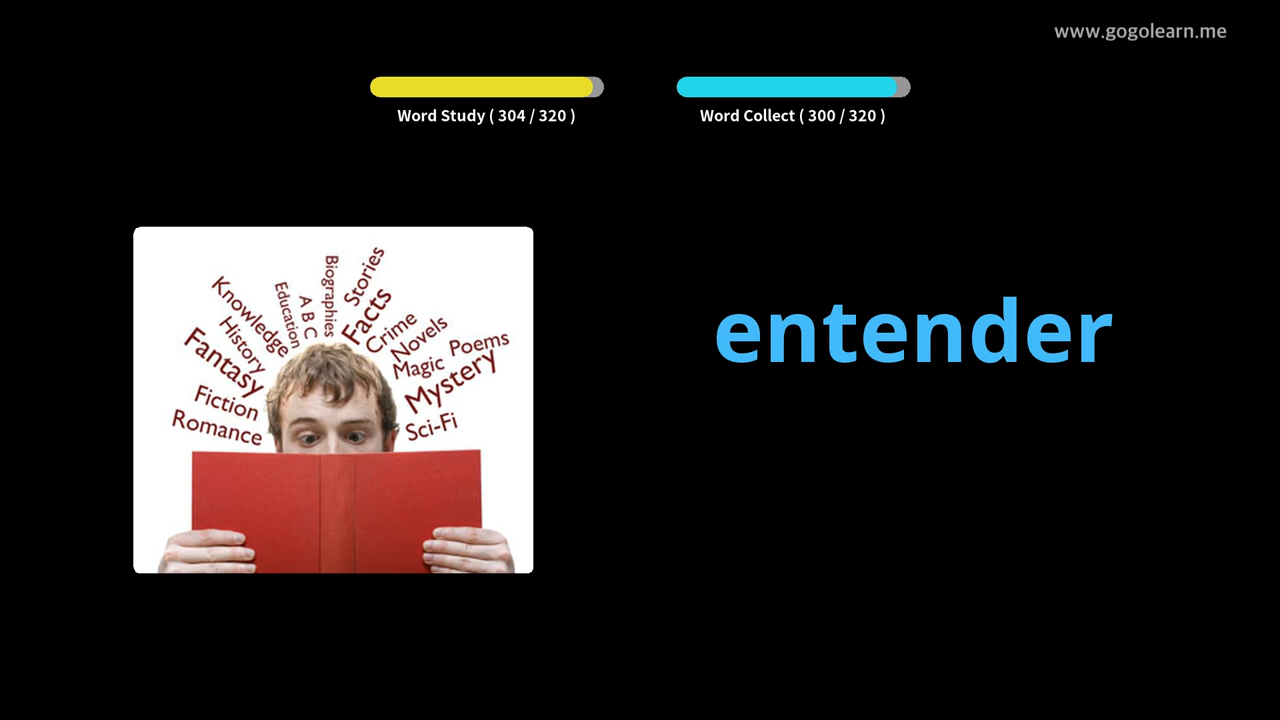 www.gogolearn.me
Word Study ( 304 / 320 )
Word Collect ( 300 / 320 )
Biographies
Stories
Education
A B C
Facts
Knowledge
Crime
History
Novels
Fantasy
Magic
Poems
Mystery
Fiction
Romance
Sci-Fi
entender